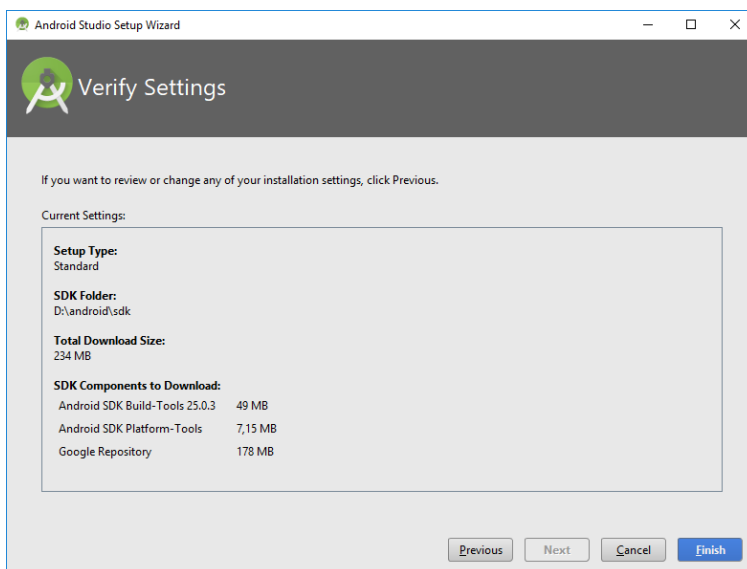 Android Studio Setup Wizard
Verify Settings
If you want to review or change any of your installation settings, click Previous.
Current Settings:
Setup Type:
Standard
SDK Folder:
D:\android\sdk
Total Download Size:
234 MB
SDK Components to Download:
Android SDK Build-Tools 25.0.3 49 MB
Android SDK Platform-Tools 7,15 MB
Google Repository 178 MB
Previous Next Cancel Finish